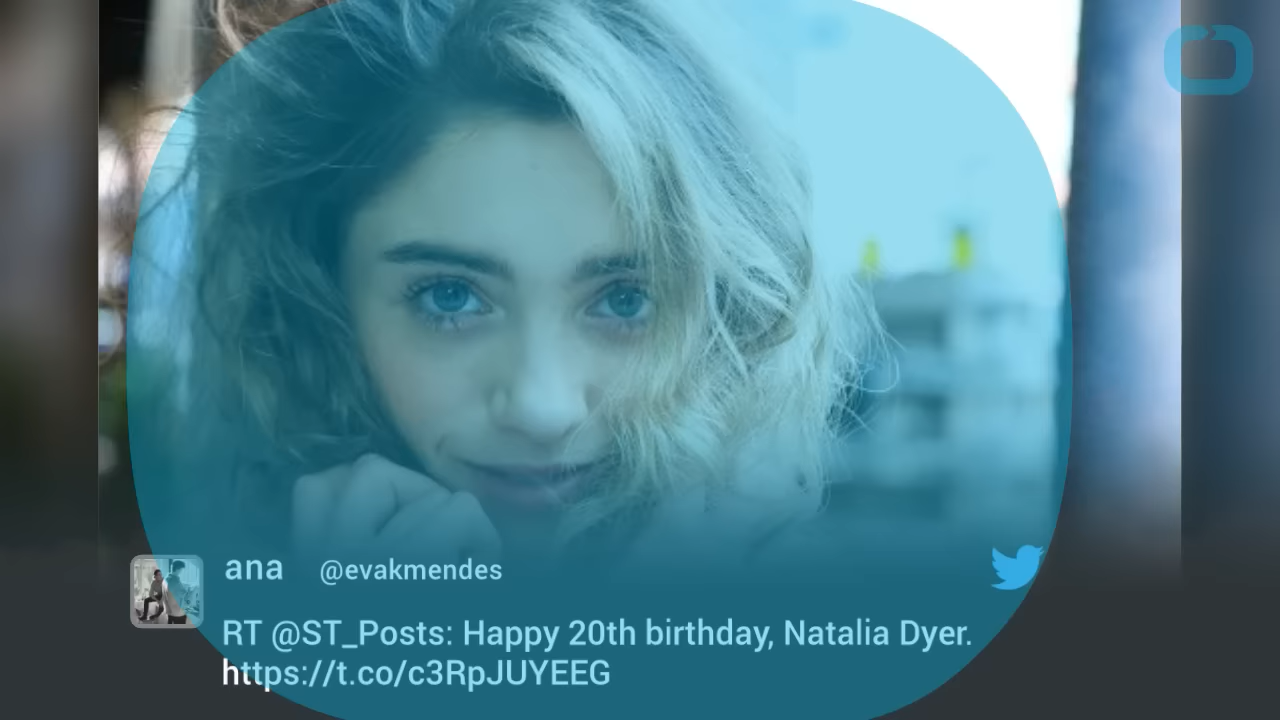 ana @evakmendes
RT @ST_Posts: Happy 20th birthday, Natalia Dyer.
https://t.co/c3RpJUYEEG